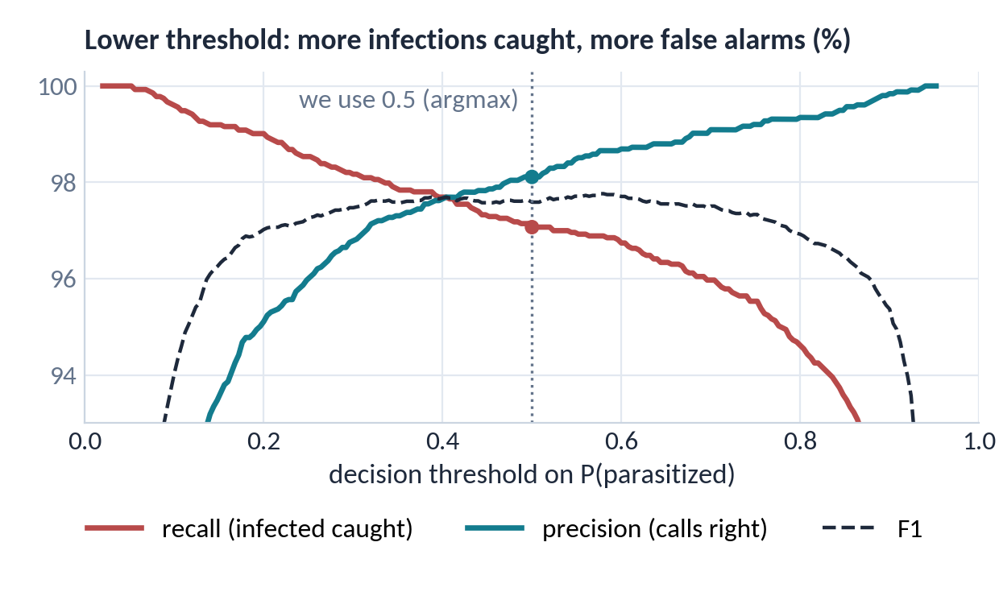 Lower threshold: more infections caught, more false alarms (%)
100
we use 0.5 (argmax)
98
96
94
0.0 0.2 0.4 0.6 0.8 1.0
decision threshold on P(parasitized)
recall (infected caught) precision (calls right) F1